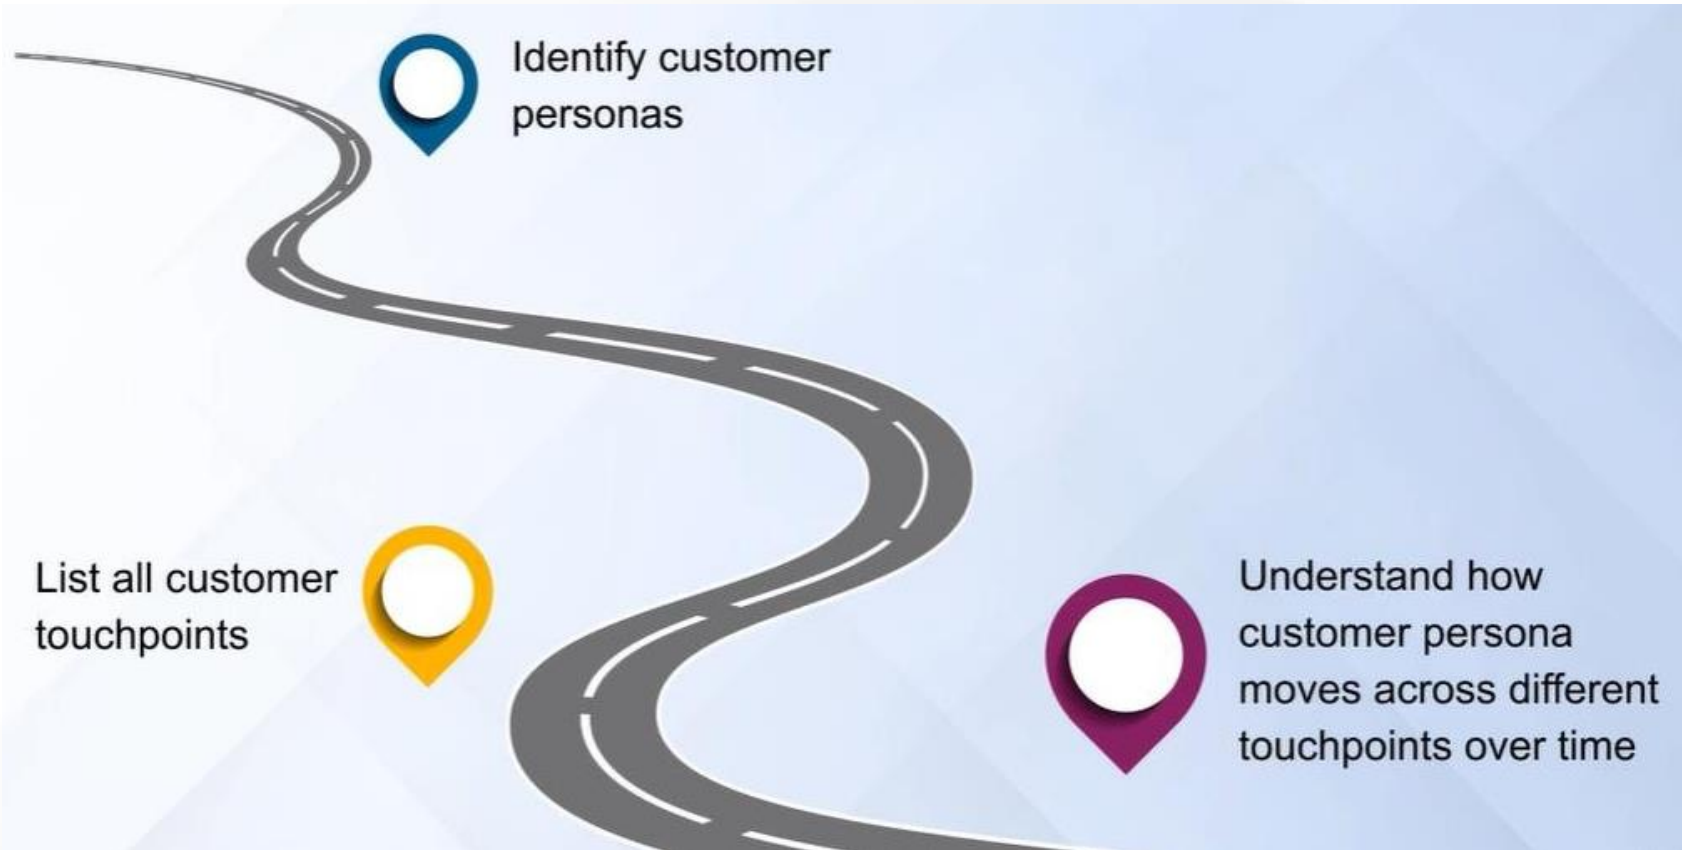 Identify customer
personas
List all customer
touchpoints
Understand how
customer persona
moves across different
touchpoints over time